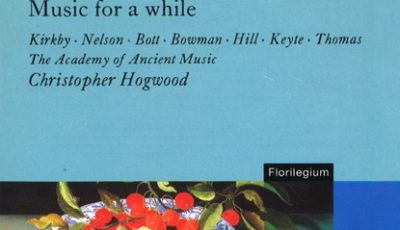 Music for a while
Kirkby · Nelson · Bott · Bowman · Hill · Keyte · Thomas
The Academy of Ancient Music
Christopher Hogwood
Florilegium